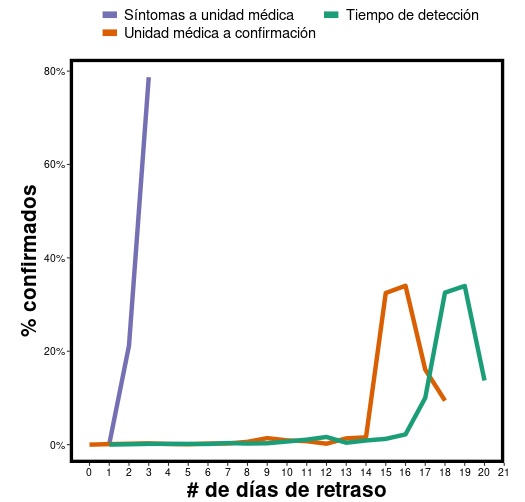 Síntomas a unidad médica Tiempo de detección
Unidad médica a confirmación
80%
60%
40%
20%
0%
% confirmados
0 1 2 3 4 5 6 7 8 9 10 11 12 13 14 15 16 17 18 19 20 21
# de días de retraso